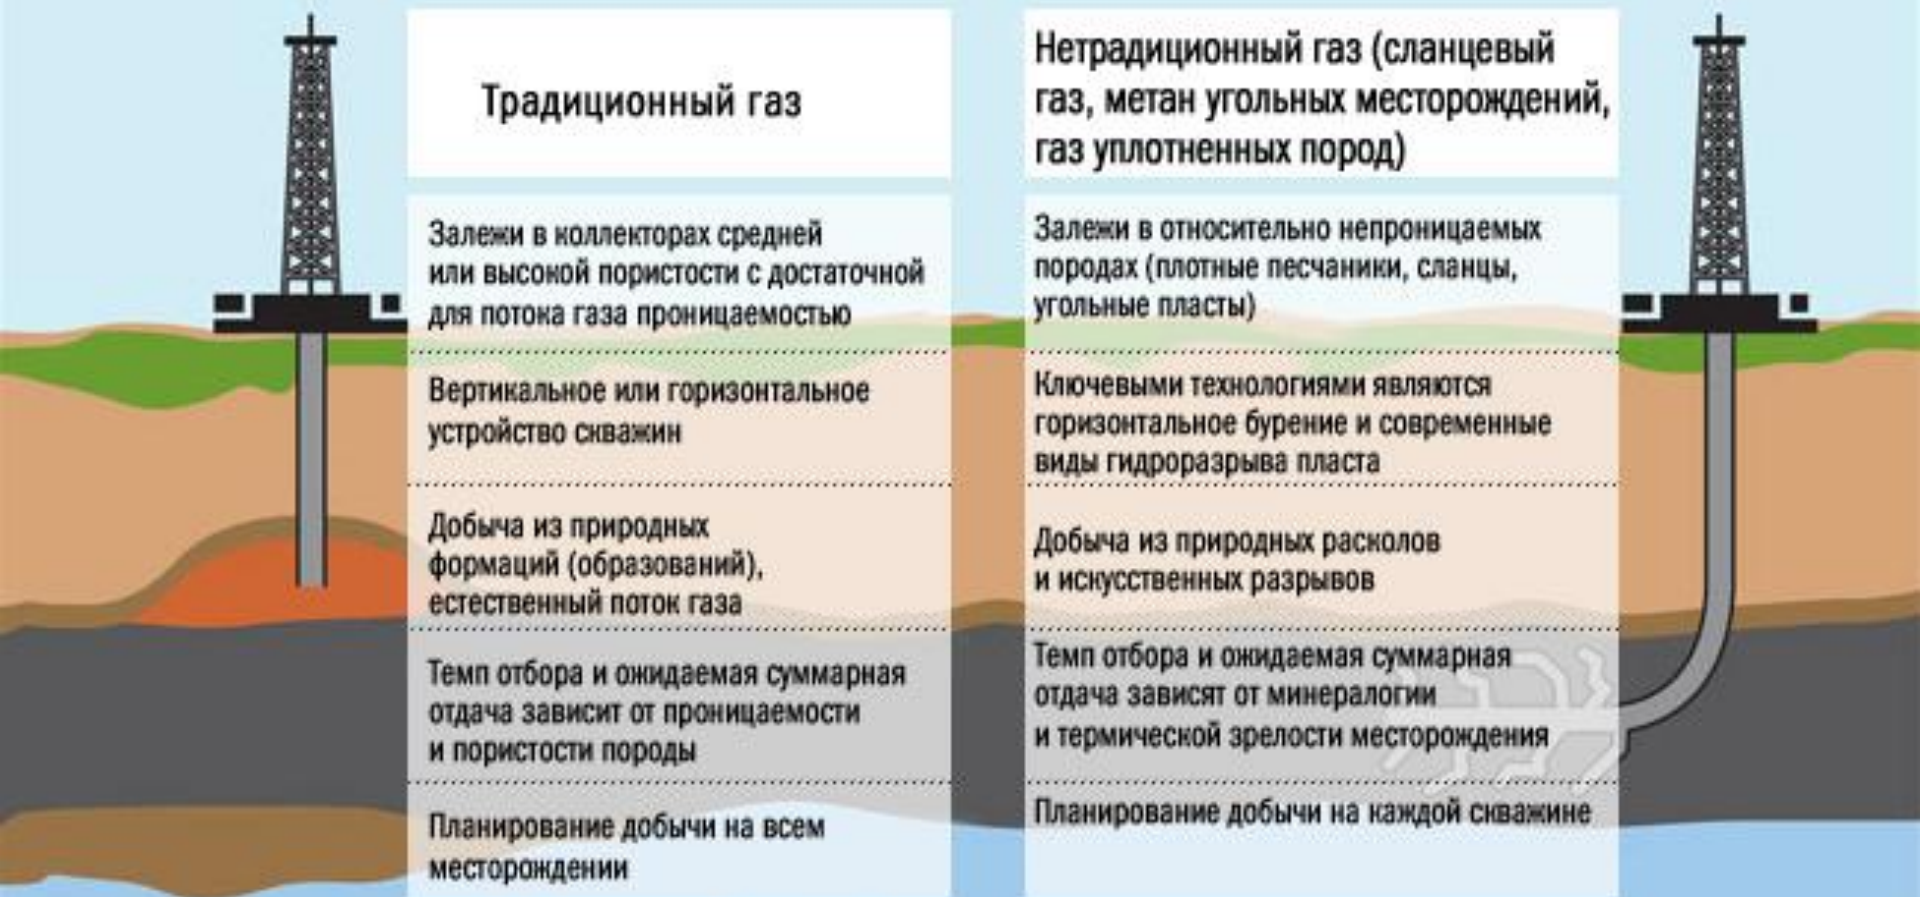 Традиционный газ
Залежи в коллекторах средней
или высокой пористости с достаточной
для потока газа проницаемостью
Вертикальное или горизонтальное
устройство скважин
Добыча из природных
формаций (образований),
естественный поток газа
Темп отбора и ожидаемая суммарная
отдача зависит от проницаемости
и пористости породы
Планирование добычи на всем
месторождении
Нетрадиционный газ (сланцевый
газ, метан угольных месторождений,
газ уплотненных пород)
Залежи в относительно непроницаемых
породах (плотные песчаники, сланцы,
угольные пласты)
Ключевыми технологиями являются
горизонтальное бурение и современные
виды гидроразрыва пласта
Добыча из природных расколов
и искусственных разрывов
Темп отбора и ожидаемая суммарная
отдача зависят от минералогии
и термической зрелости месторождения
Планирование добычи на каждой скважине